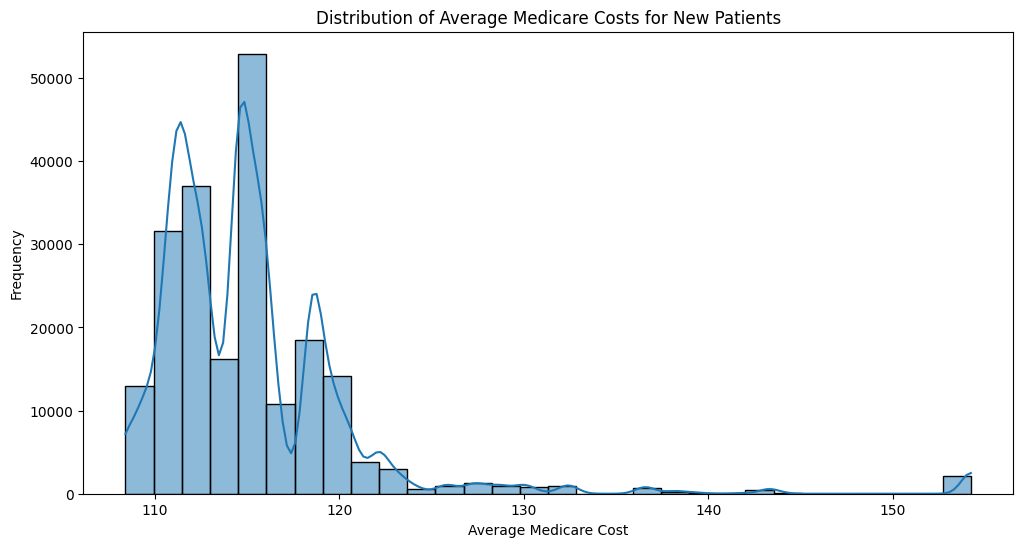 Distribution of Average Medicare Costs for New Patients
Frequency
50000
40000
30000
20000
10000
0
110 120 130 140 150
Average Medicare Cost